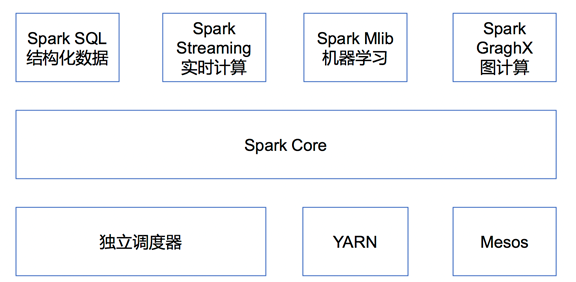 Spark SQL
结构化数据
Spark
Streaming
实时计算
Spark Mlib
机器学习
Spark
GraghX
图计算
Spark Core
独立调度器
YARN
Mesos